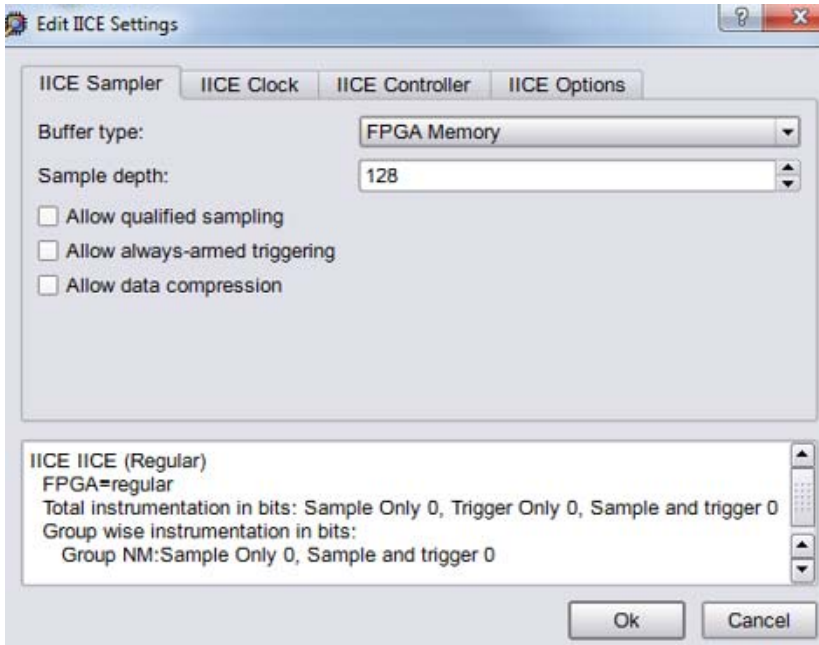 Edit IICE Settings
IICE Sampler IICE Clock IICE Controller IICE Options
Buffer type: FPGA Memory
Sample depth: 128
Allow qualified sampling
Allow always-armed triggering
Allow data compression
IICE IICE (Regular)
FPGA=regular
Total instrumentation in bits: Sample Only 0, Trigger Only 0, Sample and trigger 0
Group wise instrumentation in bits:
Group NM:Sample Only 0, Sample and trigger 0
Ok Cancel